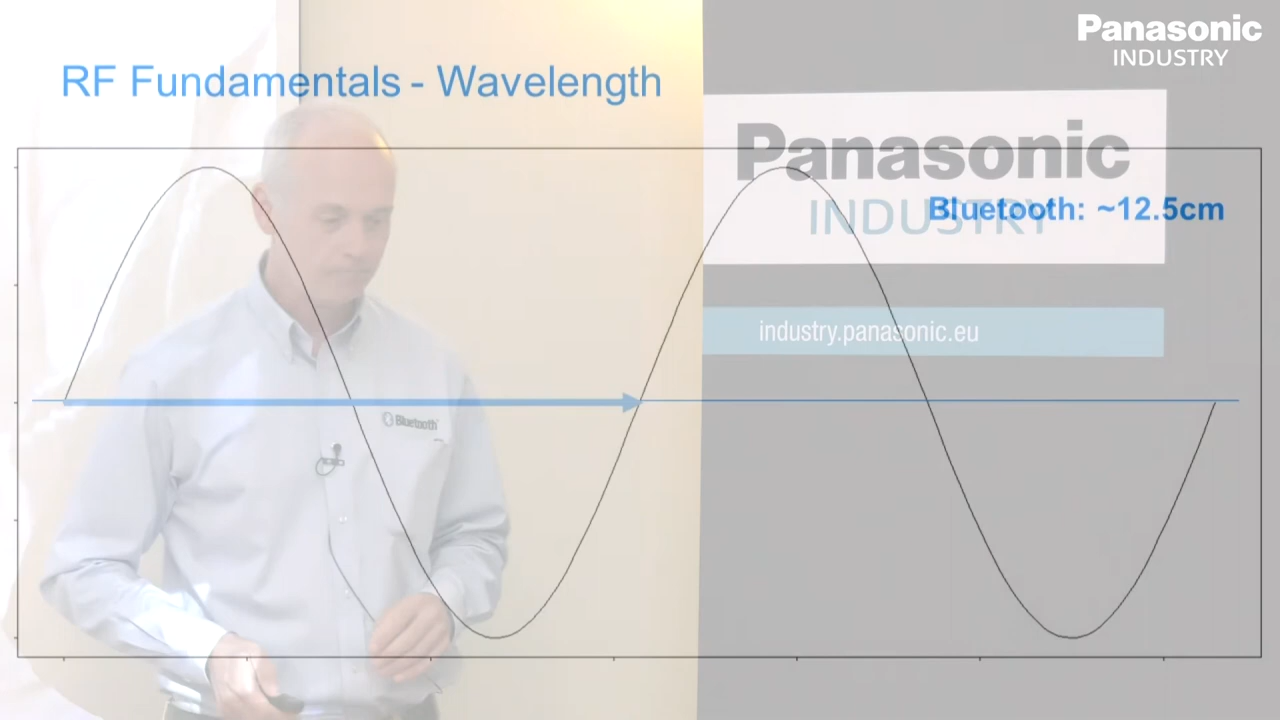 Panasonic
INDUSTRY
RF Fundamentals - Wavelength
Panasonic
INDUSTRY
Bluetooth: ~12.5cm
industry.panasonic.eu
Bluetooth